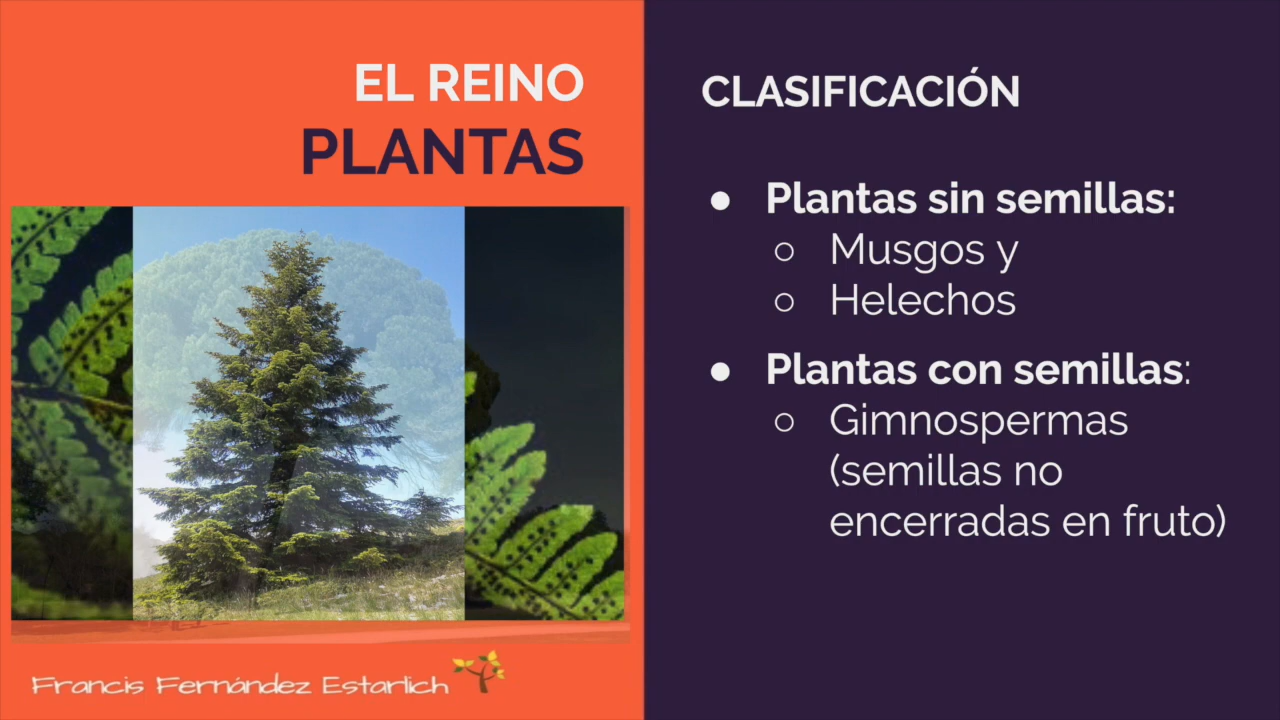 EL REINO
PLANTAS
Francis Fernández Estarlich
CLASIFICACIÓN
● Plantas sin semillas:
○ Musgos y
○ Helechos
● Plantas con semillas:
○ Gimnospermas
(semillas no
encerradas en fruto)